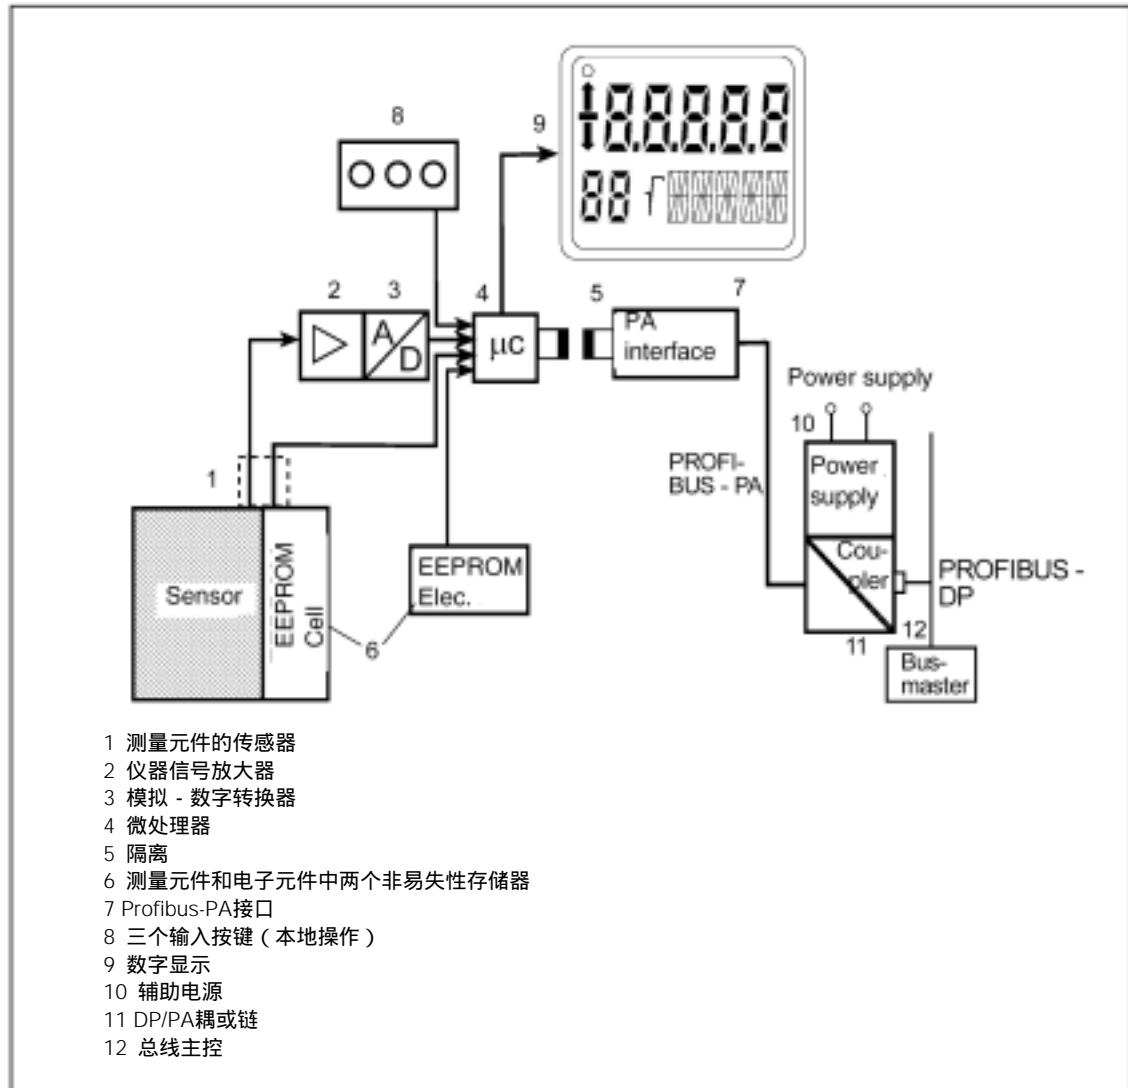 8
9
8.8.8.8.8
88
2
3
4
5
7
A/D
µC
PA
interface
Power supply
10
PROFI-
BUS - PA
Power
supply
1
Sensor
EEPROM
Cell
EEPROM
Elec.
6
Cou-
pler
PROFIBUS -
DP
11
12
Bus-
master
1 测量元件的传感器
2 仪器信号放大器
3 模拟 - 数字转换器
4 微处理器
5 隔离
6 测量元件和电子元件中两个非易失性存储器
7 Profibus-PA接口
8 三个输入按键（本地操作）
9 数字显示
10 辅助电源
11 DP/PA耦或链
12 总线主控